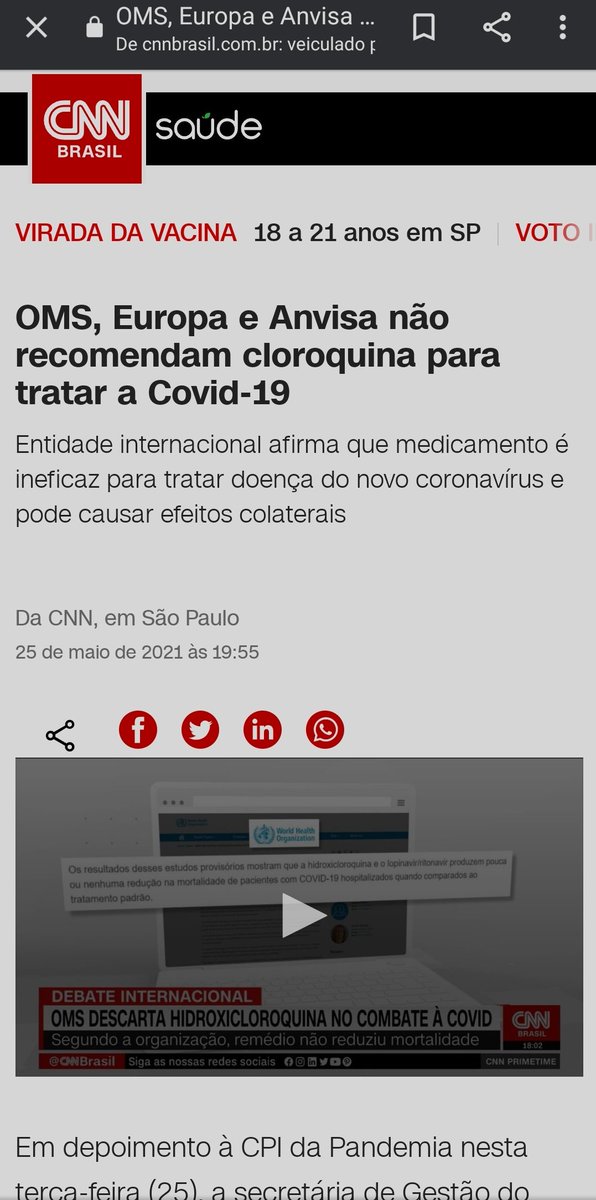 OMS, Europa e Anvisa ...
De cnnbrasil.com.br: veiculado p
CNN
BRASIL
saúde
VIRADA DA VACINA 18 a 21 anos em SP VOTO I
OMS, Europa e Anvisa não
recomendam cloroquina para
tratar a Covid-19
Entidade internacional afirma que medicamento é
ineficaz para tratar doença do novo coronavírus e
pode causar efeitos colaterais
Da CNN, em São Paulo
25 de maio de 2021 às 19:55
World Health
Organization
Os resultados desses estudos provisórios mostram que a hidroxicloroquina e o lopinavir/ritonavir produzem pouca
ou nenhuma redução na mortalidade de pacientes com COVID-19 hospitalizados quando comparados ao
tratamento padrão.
DEBATE INTERNACIONAL
OMS DESCARTA HIDROXICLOROQUINA NO COMBATE À COVID
Segundo a organização, remédio não reduziu mortalidade
CNN
BRASIL
18:02
@CNNBrasil Siga as nossas redes sociais
CNN PRIMETIME
Em depoimento à CPI da Pandemia nesta
terça-feira (25), a secretária de Gestão do